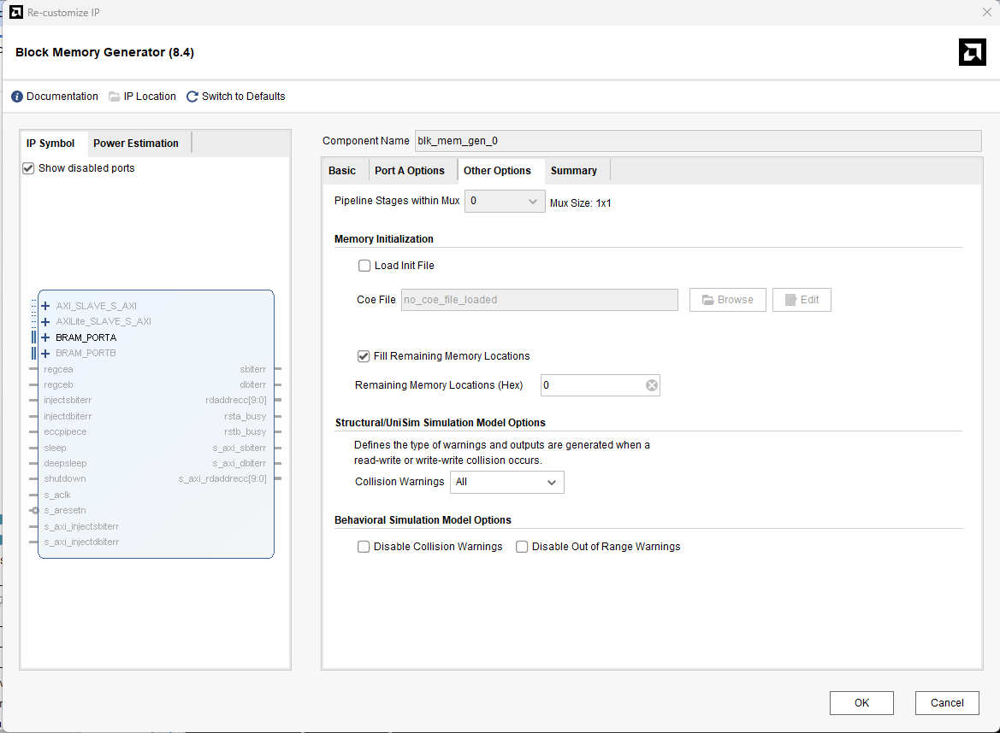 Re-customize IP
Block Memory Generator (8.4)
Documentation IP Location Switch to Defaults
IP Symbol Power Estimation
Show disabled ports
AXI_SLAVE_S_AXI
AXILite_SLAVE_S_AXI
BRAM_PORTA
BRAM_PORTB
regcea sbiterr
regceb dbiterr
injectsbiterr rdaddrecc[9:0]
injectdbiterr rsta_busy
eccpipece rstb_busy
sleep s_axi_sbiterr
deepsleep s_axi_dbiterr
shutdown s_axi_rdaddrecc[9:0]
s_aclk
s_aresetn
s_axi_injectsbiterr
s_axi_injectdbiterr
Component Name blk_mem_gen_0
Basic Port A Options Other Options Summary
Pipeline Stages within Mux 0 Mux Size: 1x1
Memory Initialization
Load Init File
Coe File no_coe_file_loaded Browse Edit
Fill Remaining Memory Locations
Remaining Memory Locations (Hex) 0
Structural/UniSim Simulation Model Options
Defines the type of warnings and outputs are generated when a
read-write or write-write collision occurs.
Collision Warnings All
Behavioral Simulation Model Options
Disable Collision Warnings Disable Out of Range Warnings
OK Cancel